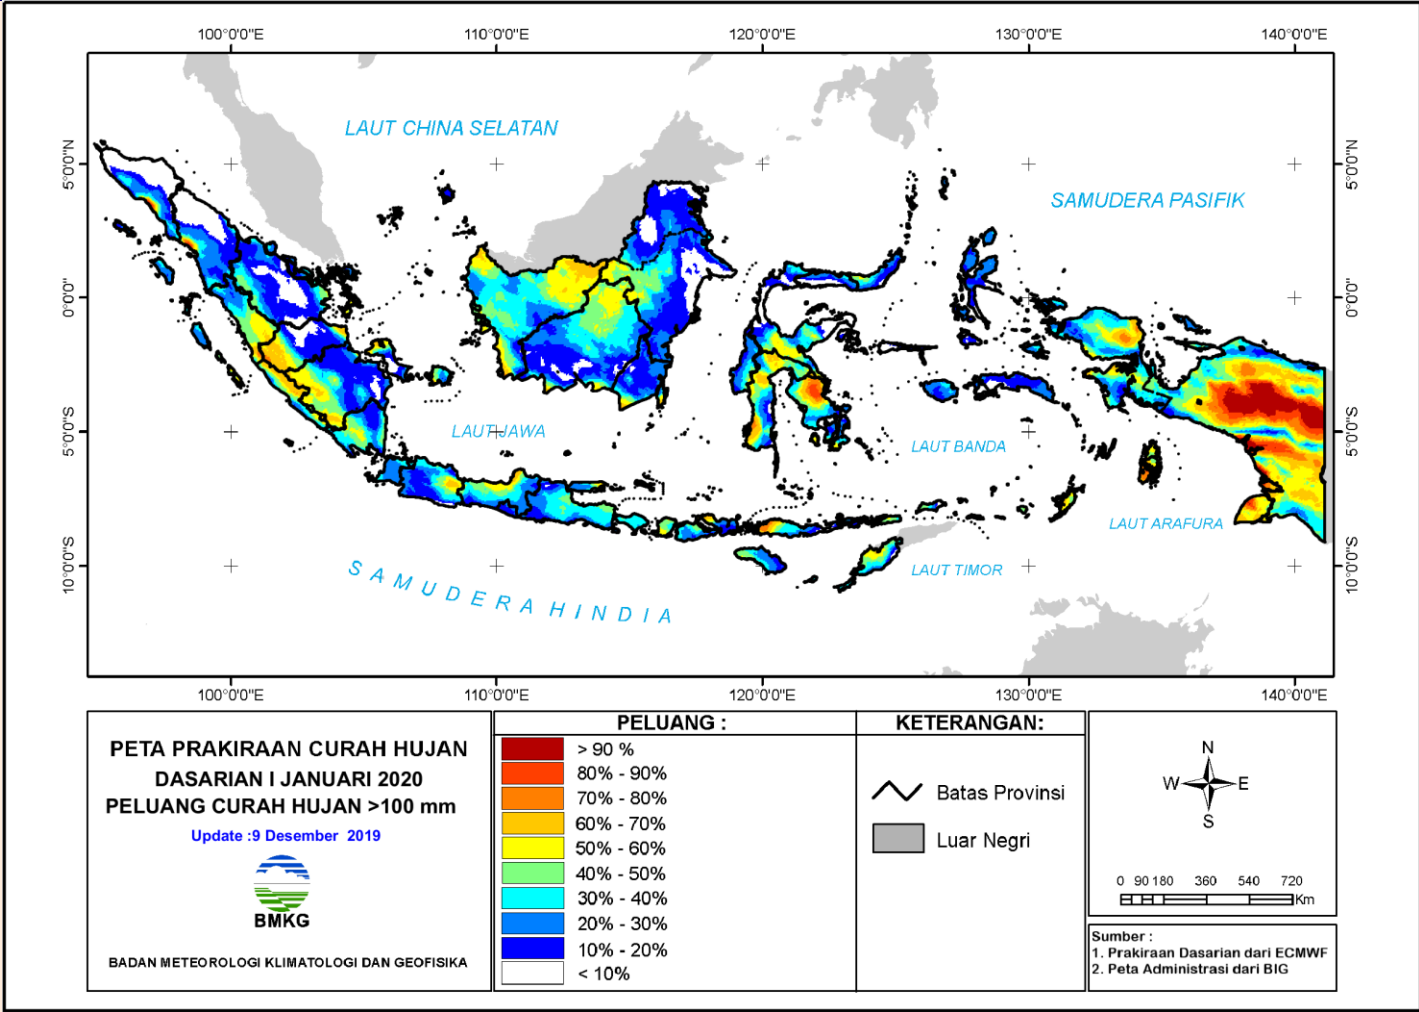 100°0'0"E 110°0'0"E 120°0'0"E 130°0'0"E 140°0'0"E
5°0'0"N
0°0'0"
5°0'0"S
10°0'0"S
LAUT CHINA SELATAN
SAMUDERA PASIFIK
LAUT JAWA
LAUT BANDA
LAUT ARAFURA
LAUT TIMOR
SAMUDERA HINDIA
5°0'0"N
0°0'0"
5°0'0"S
10°0'0"S
100°0'0"E 110°0'0"E 120°0'0"E 130°0'0"E 140°0'0"E
PETA PRAKIRAAN CURAH HUJAN
DASARIAN I JANUARI 2020
PELUANG CURAH HUJAN >100 mm
Update :9 Desember 2019
BMKG
BADAN METEOROLOGI KLIMATOLOGI DAN GEOFISIKA
PELUANG :
> 90 %
80% - 90%
70% - 80%
60% - 70%
50% - 60%
40% - 50%
30% - 40%
20% - 30%
10% - 20%
< 10%
KETERANGAN:
Batas Provinsi
Luar Negri
N
W E
S
0 90 180 360 540 720
Km
Sumber :
1. Prakiraan Dasarian dari ECMWF
2. Peta Administrasi dari BIG